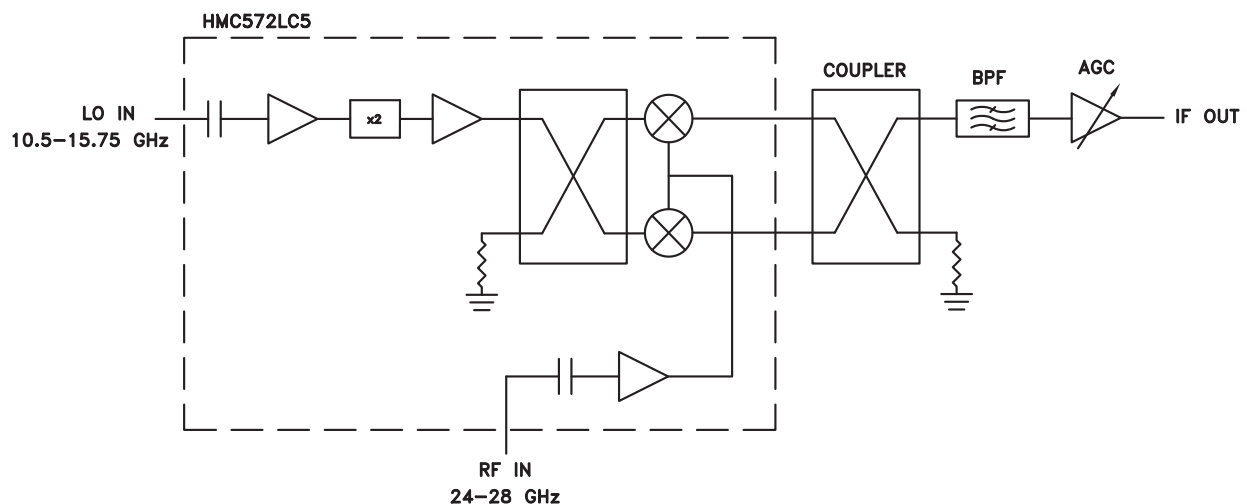 HMC572LC5
COUPLER
BPF
AGC
LO IN
10.5–15.75 GHz
x2
IF OUT
RF IN
24–28 GHz